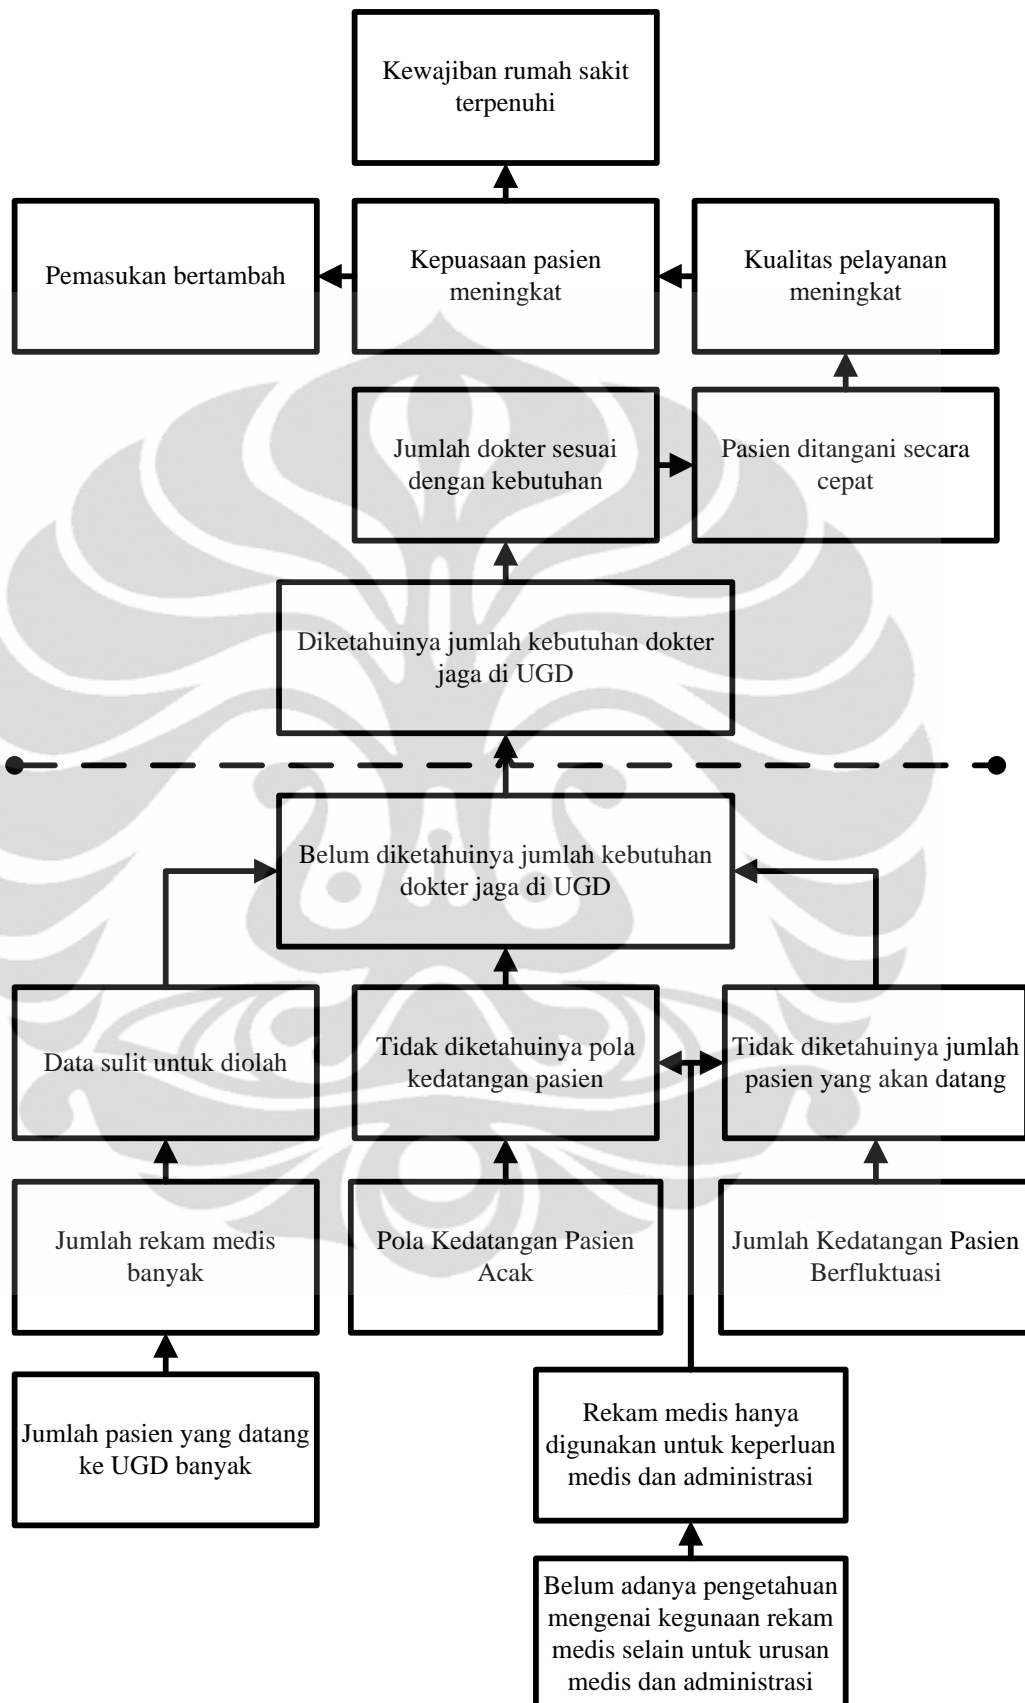 Kewajiban rumah sakit
terpenuhi
Pemasukan bertambah
Kepuasaan pasien
meningkat
Kualitas pelayanan
meningkat
Jumlah dokter sesuai
dengan kebutuhan
Pasien ditangani secara
cepat
Diketahuinya jumlah kebutuhan dokter
jaga di UGD
Belum diketahuinya jumlah kebutuhan
dokter jaga di UGD
Data sulit untuk diolah
Tidak diketahuinya pola
kedatangan pasien
Tidak diketahuinya jumlah
pasien yang akan datang
Jumlah rekam medis
banyak
Pola Kedatangan Pasien
Acak
Jumlah Kedatangan Pasien
Berfluktuasi
Jumlah pasien yang datang
ke UGD banyak
Rekam medis hanya
digunakan untuk keperluan
medis dan administrasi
Belum adanya pengetahuan
mengenai kegunaan rekam
medis selain untuk urusan
medis dan administrasi